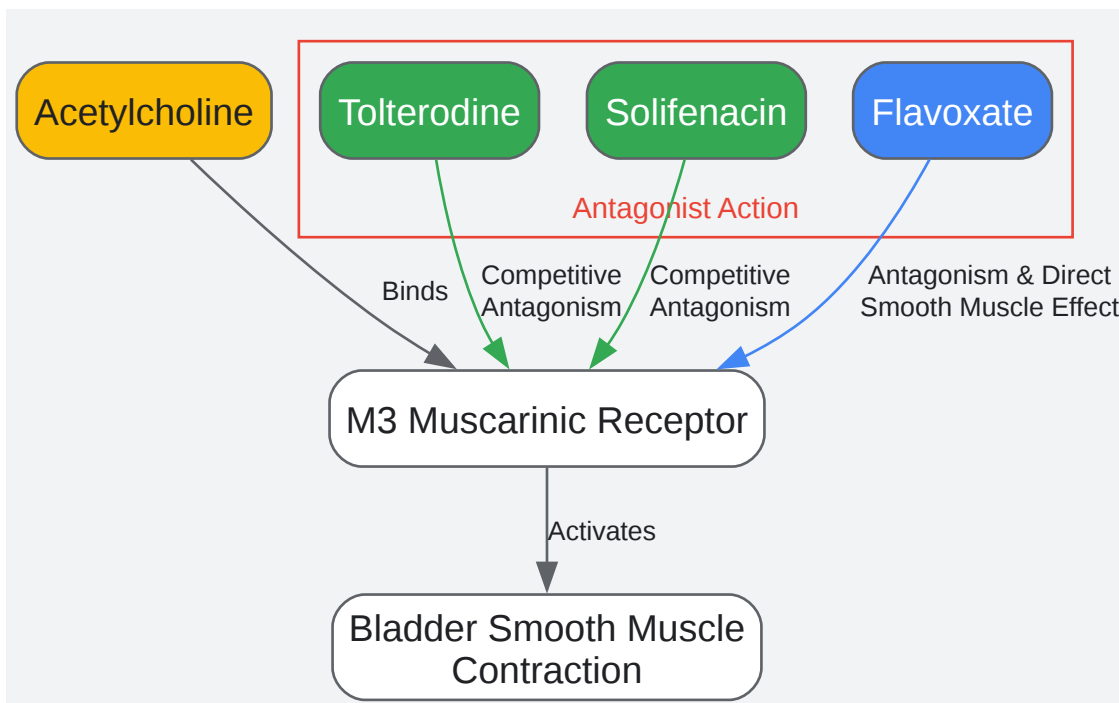 Acetylcholine
Tolterodine
Solifenacin
Flavoxate
Antagonist Action
Binds
Competitive
Antagonism
Competitive
Antagonism
Antagonism & Direct
Smooth Muscle Effect
M3 Muscarinic Receptor
Activates
Bladder Smooth Muscle
Contraction